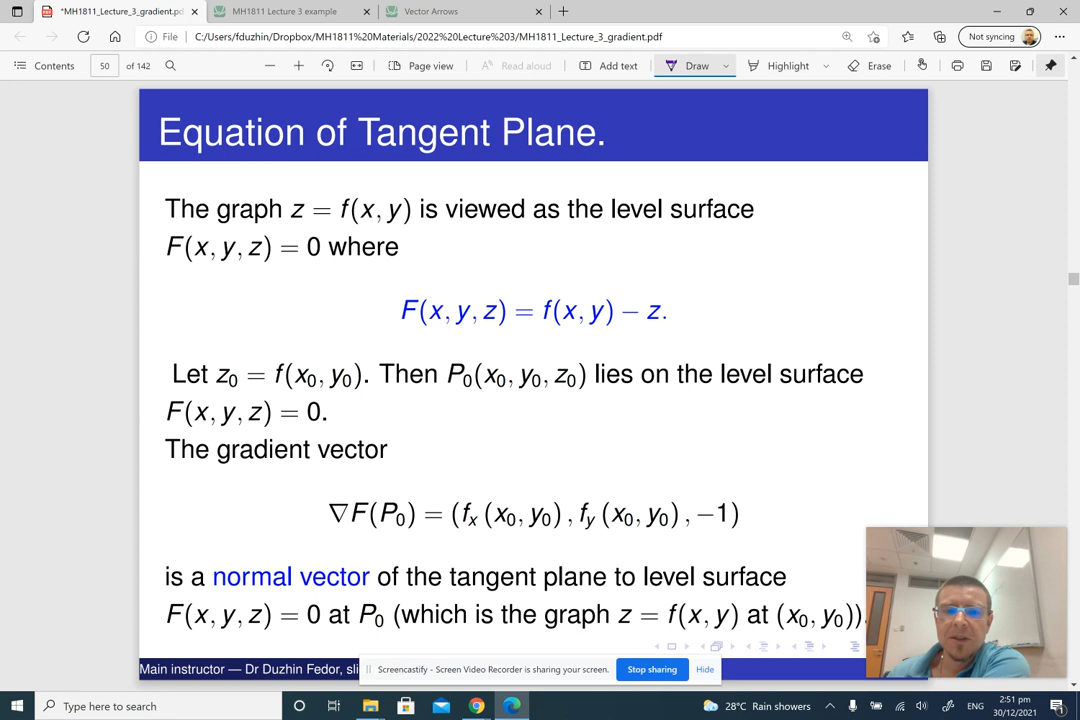 *MH1811_Lecture_3_gradient.pd
MH1811 Lecture 3 example
Vector Arrows
File
C:/Users/fduzhin/Dropbox/MH1811%20Materials/2022%20Lecture%203/MH1811_Lecture_3_gradient.pdf
Not syncing
Contents
50
of 142
Page view
Read aloud
Add text
Draw
Highlight
Erase
Equation of Tangent Plane.
The graph z = f(x, y) is viewed as the level surface
F(x, y, z) = 0 where
F(x, y, z) = f(x, y) − z.
Let z₀ = f(x₀, y₀). Then P₀(x₀, y₀, z₀) lies on the level surface
F(x, y, z) = 0.
The gradient vector
∇F(P₀) = (fₓ (x₀, y₀) , f_y (x₀, y₀) , −1)
is a normal vector of the tangent plane to level surface
F(x, y, z) = 0 at P₀ (which is the graph z = f(x, y) at (x₀, y₀)).
Main instructor — Dr Duzhin Fedor, sli
Screencastify - Screen Video Recorder is sharing your screen.
Stop sharing
Hide
Type here to search
28°C Rain showers
ENG
2:51 pm
30/12/2021
1